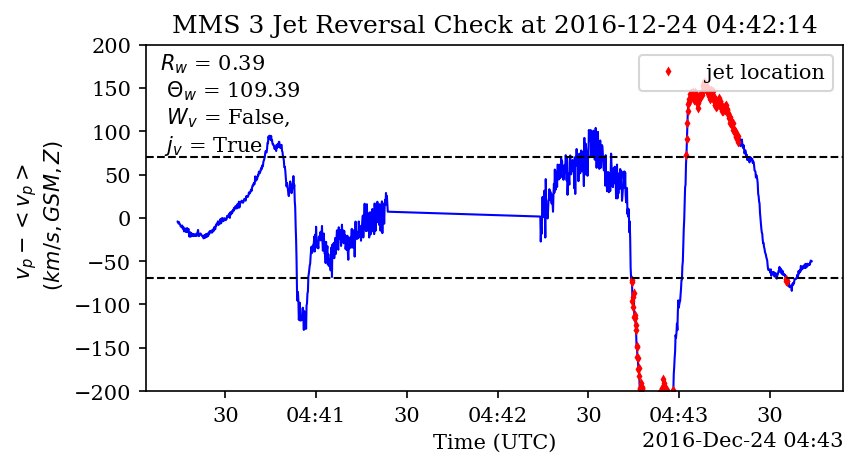 MMS 3 Jet Reversal Check at 2016-12-24 04:42:14
R_w = 0.39
Θ_w = 109.39
W_v = False,
j_v = True
jet location
200
150
100
50
0
−50
−100
−150
−200
v_p − < v_p >
(km/s, GSM, Z)
30 04:41 30 04:42 30 04:43 30
Time (UTC)
2016-Dec-24 04:43